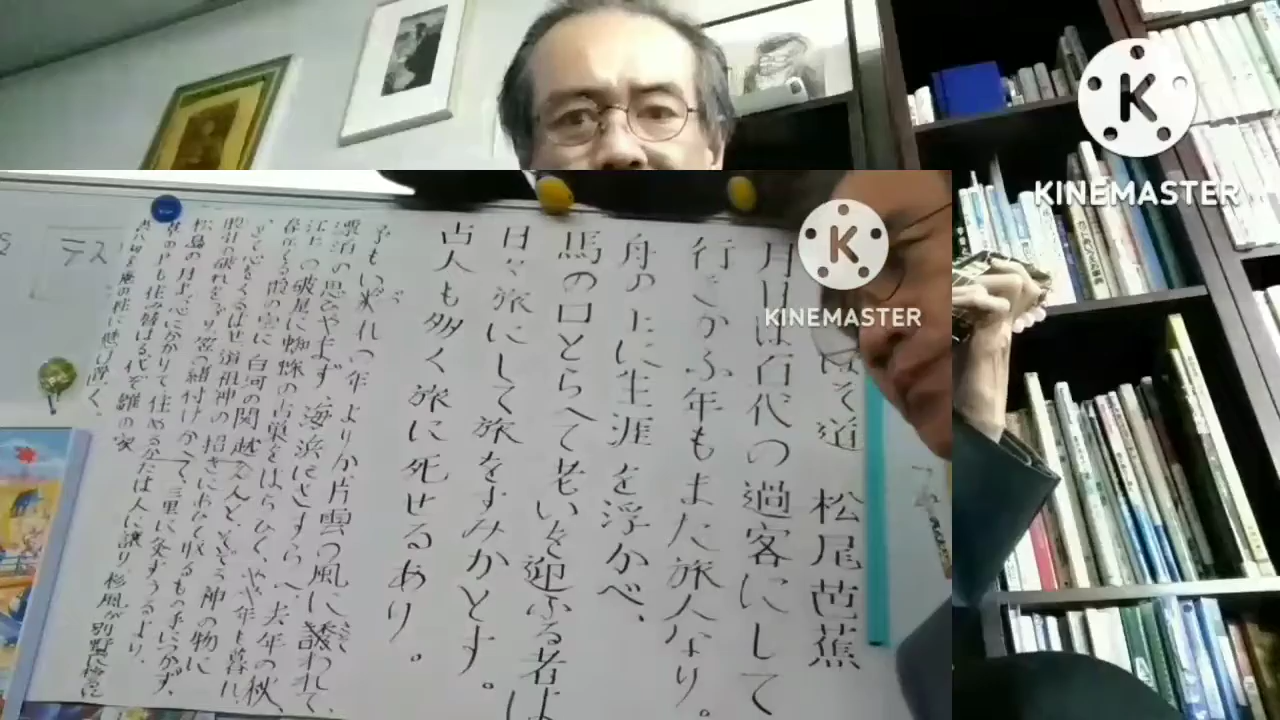 KINEMASTER
KINEMASTER
ほそ道 松尾芭蕉
月日は百代の過客にして
行きかふ年もまた旅人なり。
舟の上に生涯を浮かべ、
馬の口とらへて老いを迎ふる者は
日々旅にして旅をすみかとす。
古人も多く旅に死せるあり。
予もいづれの年よりか片雲の風に誘われて、
漂泊の思ひやまず、海浜にさすらへ、去年の秋、
江上の破屋に蜘蛛の古巣をはらひて、やや年も暮れ、
春立てる霞の空に白河の関越えんと、そぞろ神の物に
つきて心をくるはせ道祖神の招きにあひて取るもの手につかず、
股引の破れをつづり笠の緒付けかへて、三里に灸すうるより、
松島の月まづ心にかかりて住めるかたは人に譲り、杉風が別墅に移るに
草の戸も住替はる代ぞ雛の家
表八句を庵の柱に懸け置く。
テス